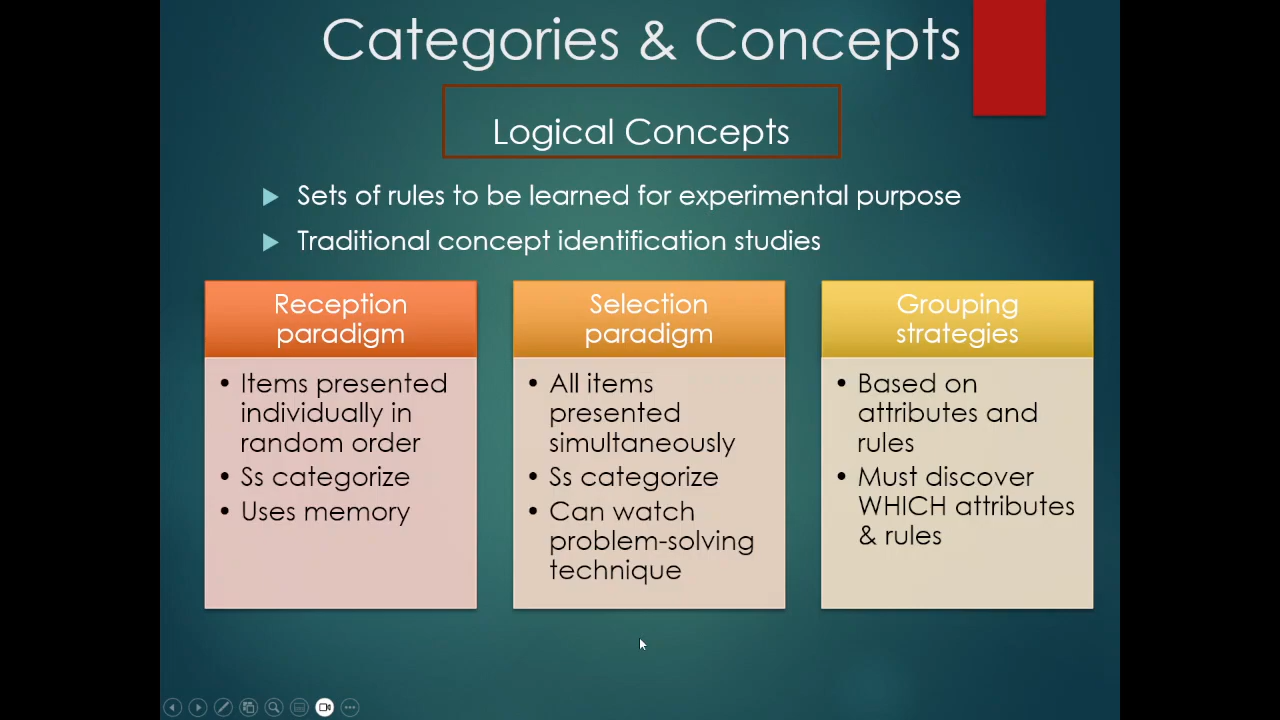 Categories & Concepts
Logical Concepts
Sets of rules to be learned for experimental purpose
Traditional concept identification studies
Reception
paradigm
• Items presented
individually in
random order
• Ss categorize
• Uses memory
Selection
paradigm
• All items
presented
simultaneously
• Ss categorize
• Can watch
problem-solving
technique
Grouping
strategies
• Based on
attributes and
rules
• Must discover
WHICH attributes
& rules